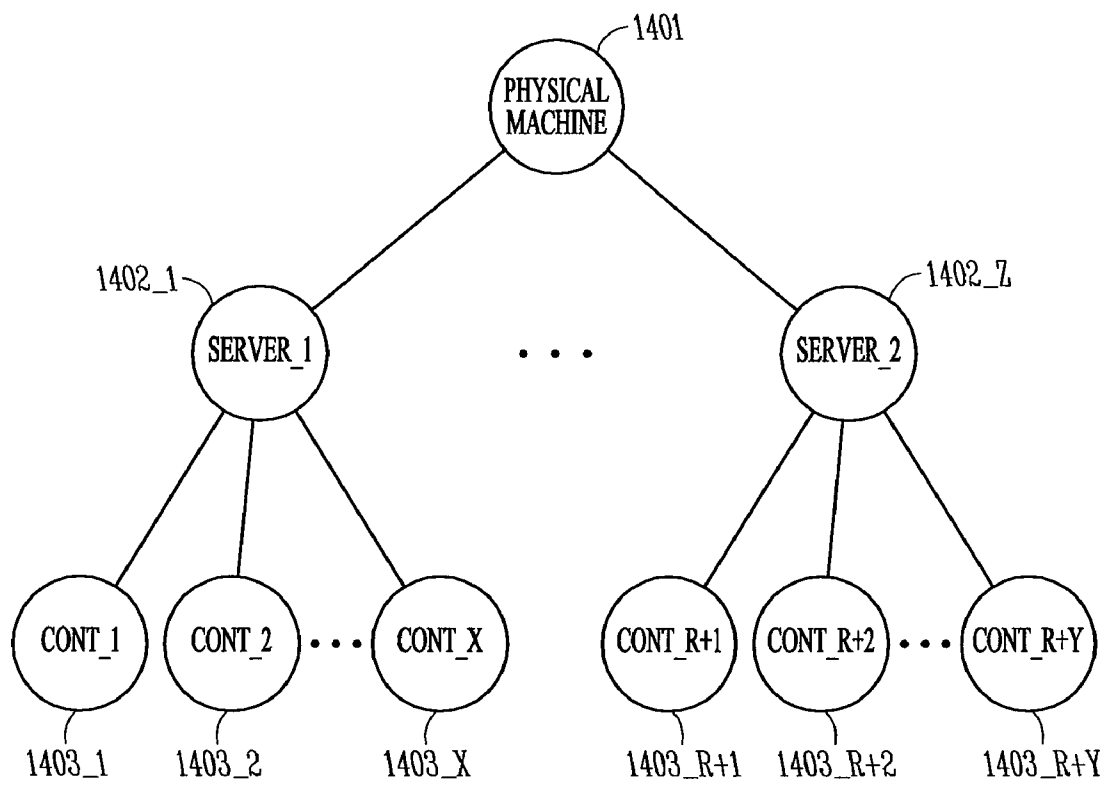 1401
PHYSICAL
MACHINE
1402_1
1402_Z
SERVER_1
. . .
SERVER_2
CONT_1
CONT_2
...
CONT_X
CONT_R+1
CONT_R+2
...
CONT_R+Y
1403_1
1403_2
1403_X
1403_R+1
1403_R+2
1403_R+Y